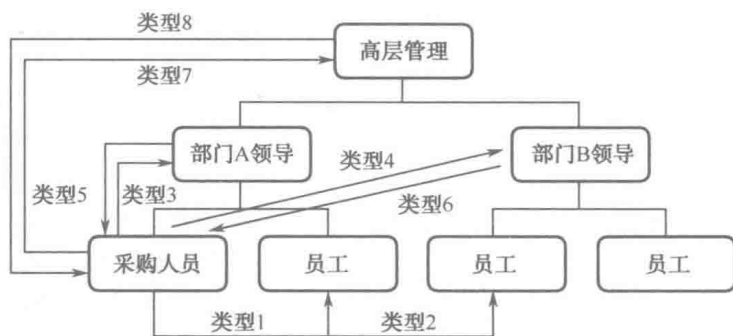 类型8
高层管理
类型7
部门A领导
类型4
部门B领导
类型5
类型3
类型6
采购人员
员工
员工
员工
类型1
类型2